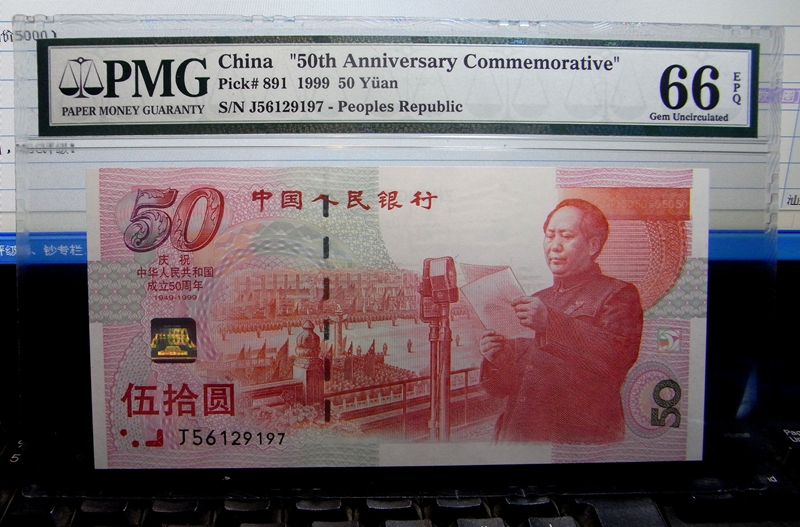 PMG
PAPER MONEY GUARANTY
China "50th Anniversary Commemorative"
Pick# 891 1999 50 Yüan
S/N J56129197 - Peoples Republic
66
EPQ
Gem Uncirculated
50
中国人民银行
庆祝
中华人民共和国
成立50周年
1949-1999
伍拾圆
J56129197
50